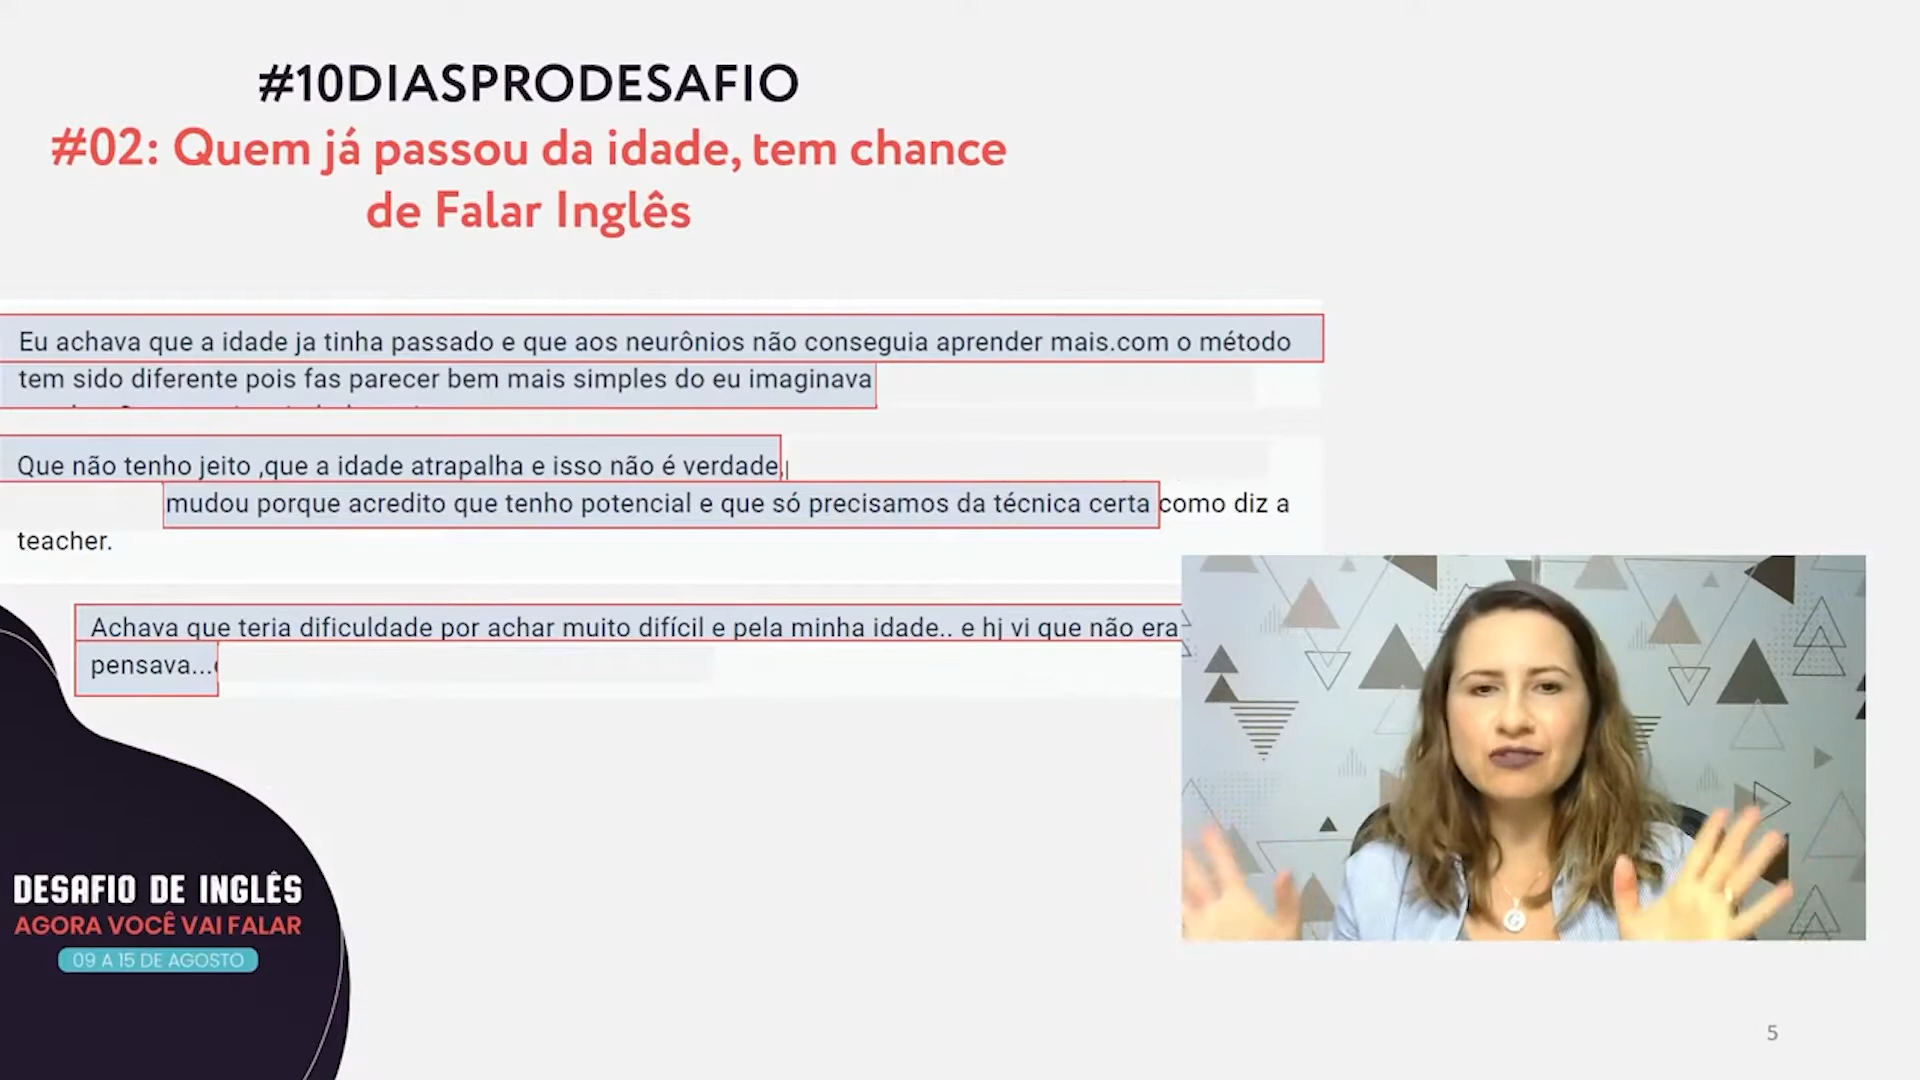 #10DIASPRODESAFIO
#02: Quem já passou da idade, tem chance
de Falar Inglês
Eu achava que a idade ja tinha passado e que aos neurônios não conseguia aprender mais.com o método
tem sido diferente pois fas parecer bem mais simples do eu imaginava
Que não tenho jeito ,que a idade atrapalha e isso não é verdade,
mudou porque acredito que tenho potencial e que só precisamos da técnica certa como diz a
teacher.
Achava que teria dificuldade por achar muito difícil e pela minha idade.. e hj vi que não era
pensava...
DESAFIO DE INGLÊS
AGORA VOCÊ VAI FALAR
09 A 15 DE AGOSTO
5